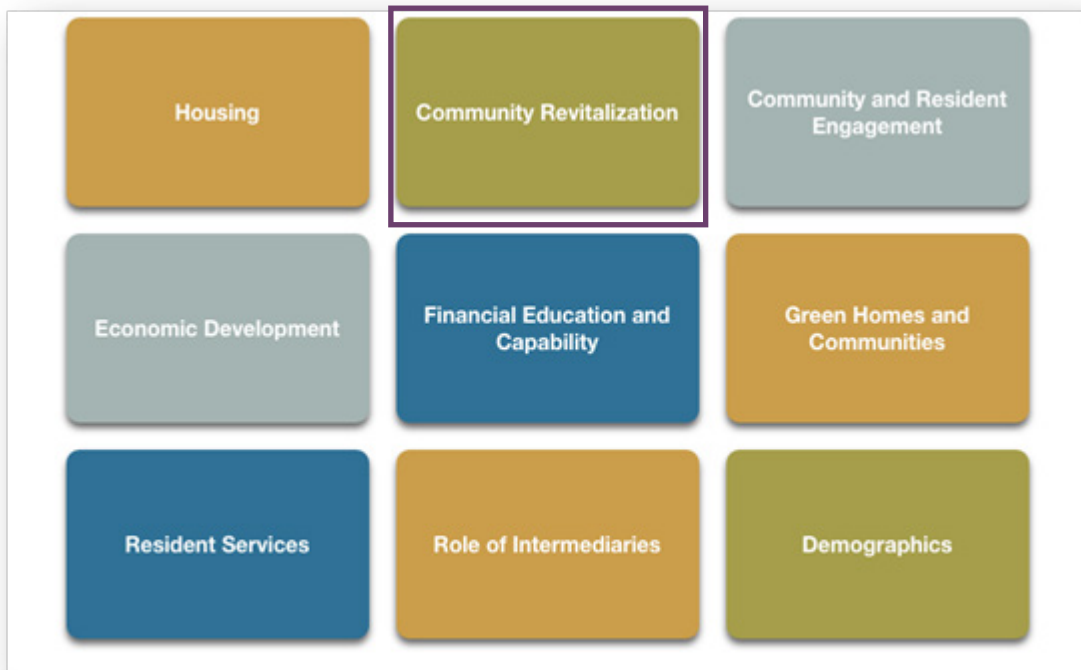 Housing
Community Revitalization
Community and Resident
Engagement
Economic Development
Financial Education and
Capability
Green Homes and
Communities
Resident Services
Role of Intermediaries
Demographics